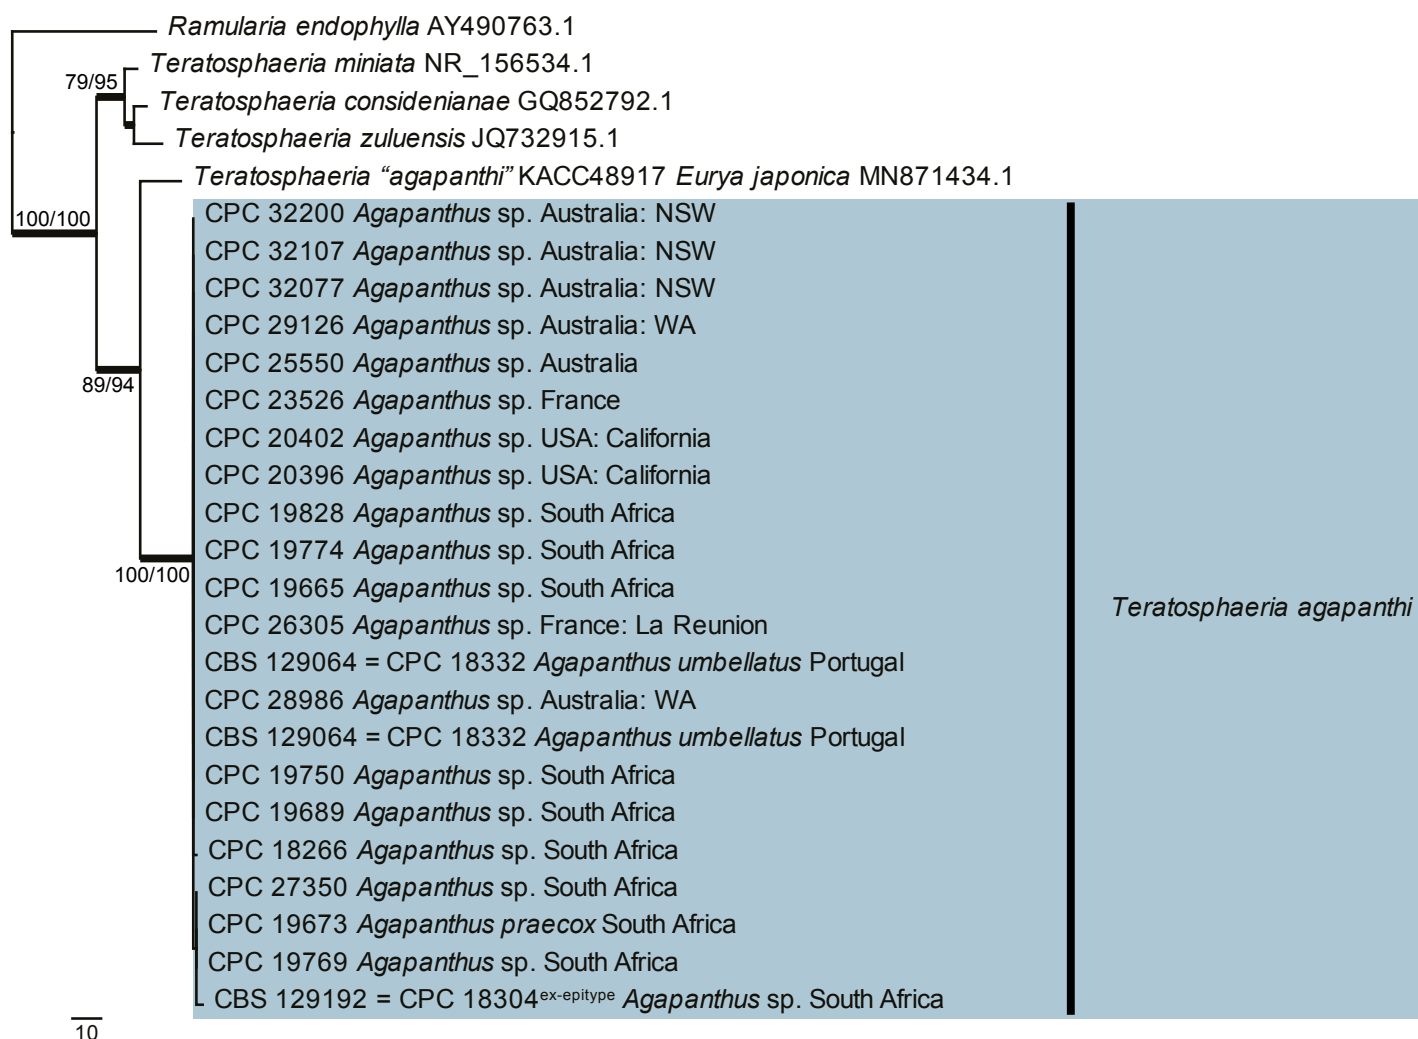 Ramularia endophylla AY490763.1
Teratosphaeria miniata NR_156534.1
79/95
Teratosphaeria considenianae GQ852792.1
Teratosphaeria zuluensis JQ732915.1
Teratosphaeria “agapanthi” KACC48917 Eurya japonica MN871434.1
100/100
CPC 32200 Agapanthus sp. Australia: NSW
CPC 32107 Agapanthus sp. Australia: NSW
CPC 32077 Agapanthus sp. Australia: NSW
CPC 29126 Agapanthus sp. Australia: WA
CPC 25550 Agapanthus sp. Australia
89/94
CPC 23526 Agapanthus sp. France
CPC 20402 Agapanthus sp. USA: California
CPC 20396 Agapanthus sp. USA: California
CPC 19828 Agapanthus sp. South Africa
CPC 19774 Agapanthus sp. South Africa
100/100
CPC 19665 Agapanthus sp. South Africa
Teratosphaeria agapanthi
CPC 26305 Agapanthus sp. France: La Reunion
CBS 129064 = CPC 18332 Agapanthus umbellatus Portugal
CPC 28986 Agapanthus sp. Australia: WA
CBS 129064 = CPC 18332 Agapanthus umbellatus Portugal
CPC 19750 Agapanthus sp. South Africa
CPC 19689 Agapanthus sp. South Africa
CPC 18266 Agapanthus sp. South Africa
CPC 27350 Agapanthus sp. South Africa
CPC 19673 Agapanthus praecox South Africa
CPC 19769 Agapanthus sp. South Africa
CBS 129192 = CPC 18304 ex-epitype Agapanthus sp. South Africa
10